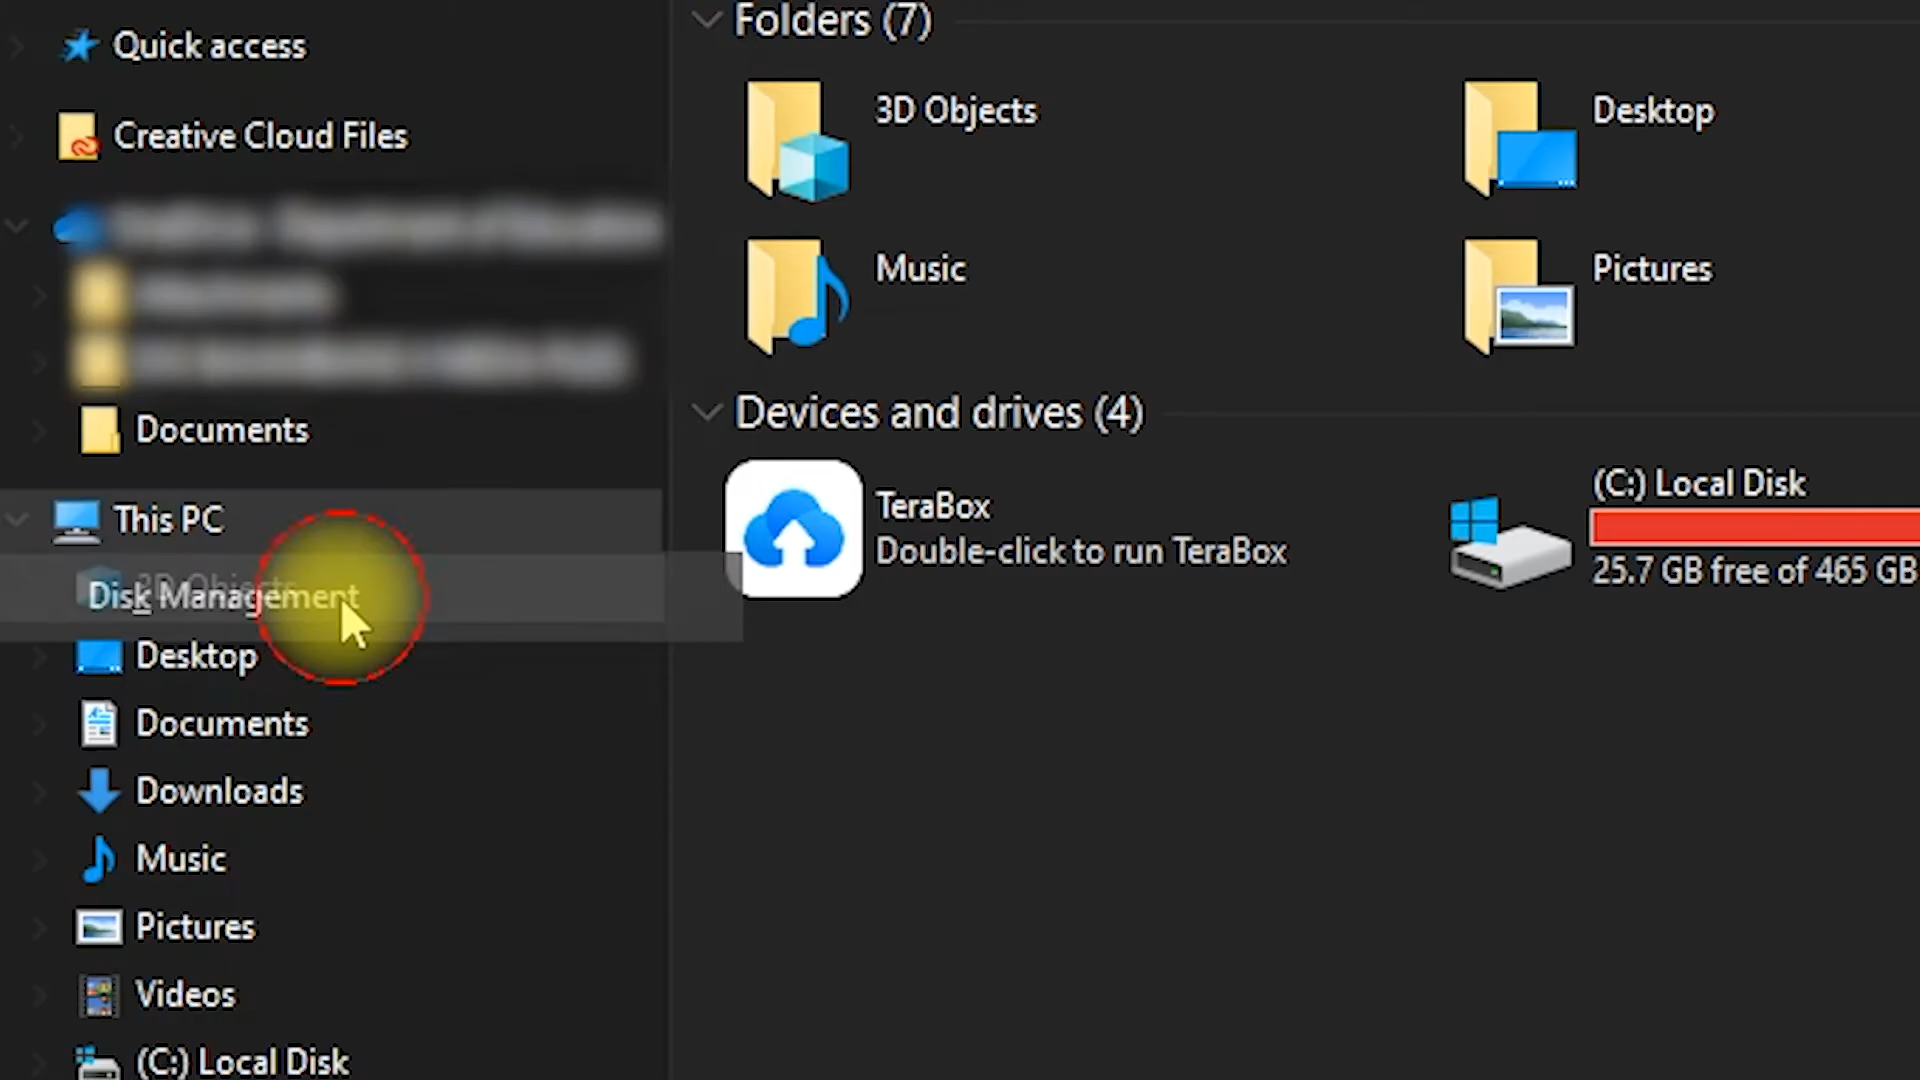 Quick access
Creative Cloud Files
Documents
This PC
3D Objects
Disk Management
Desktop
Documents
Downloads
Music
Pictures
Videos
(C:) Local Disk
Folders (7)
3D Objects
Desktop
Music
Pictures
Devices and drives (4)
TeraBox
Double-click to run TeraBox
(C:) Local Disk
25.7 GB free of 465 GB